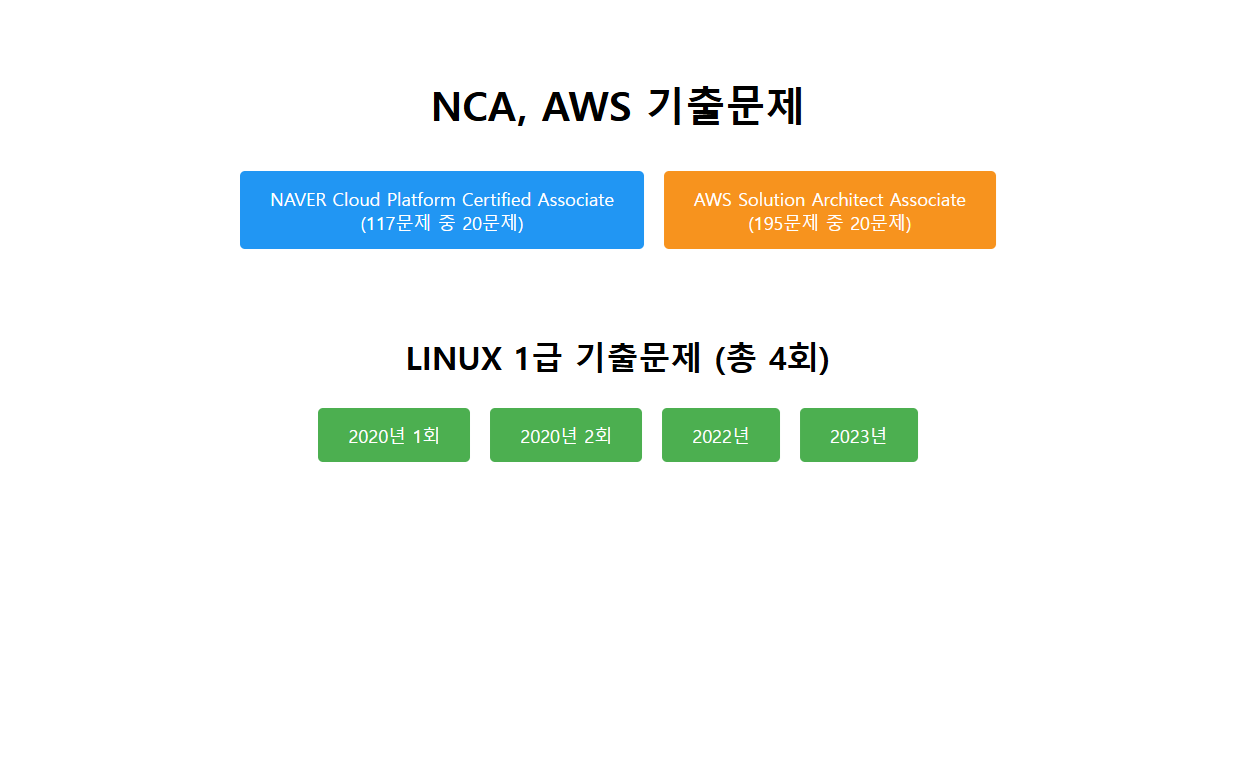 NCA, AWS 기출문제
NAVER Cloud Platform Certified Associate
(117문제 중 20문제)
AWS Solution Architect Associate
(195문제 중 20문제)
LINUX 1급 기출문제 (총 4회)
2020년 1회
2020년 2회
2022년
2023년